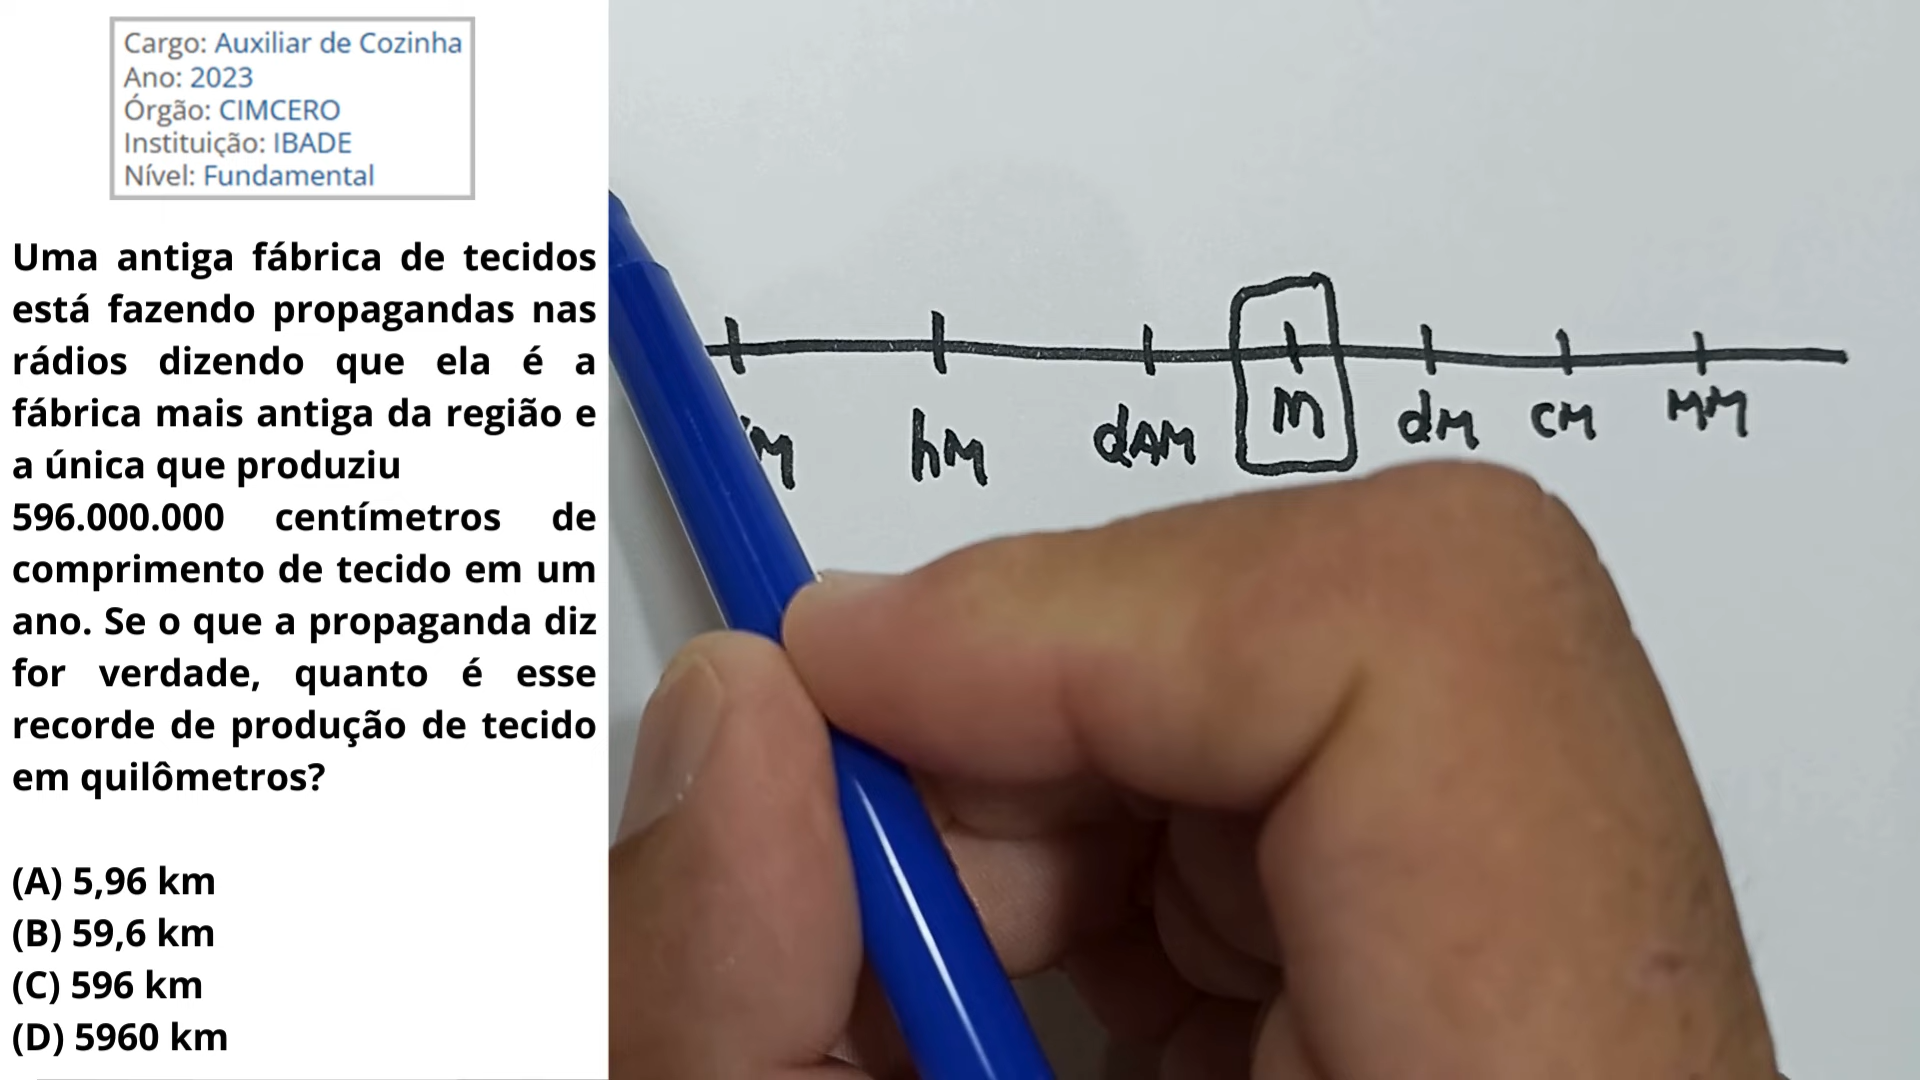 Cargo: Auxiliar de Cozinha
Ano: 2023
Órgão: CIMCERO
Instituição: IBADE
Nível: Fundamental
Uma antiga fábrica de tecidos
está fazendo propagandas nas
rádios dizendo que ela é a
fábrica mais antiga da região e
a única que produziu
596.000.000 centímetros de
comprimento de tecido em um
ano. Se o que a propaganda diz
for verdade, quanto é esse
recorde de produção de tecido
em quilômetros?
(A) 5,96 km
(B) 59,6 km
(C) 596 km
(D) 5960 km
hm dam m dm cm mm